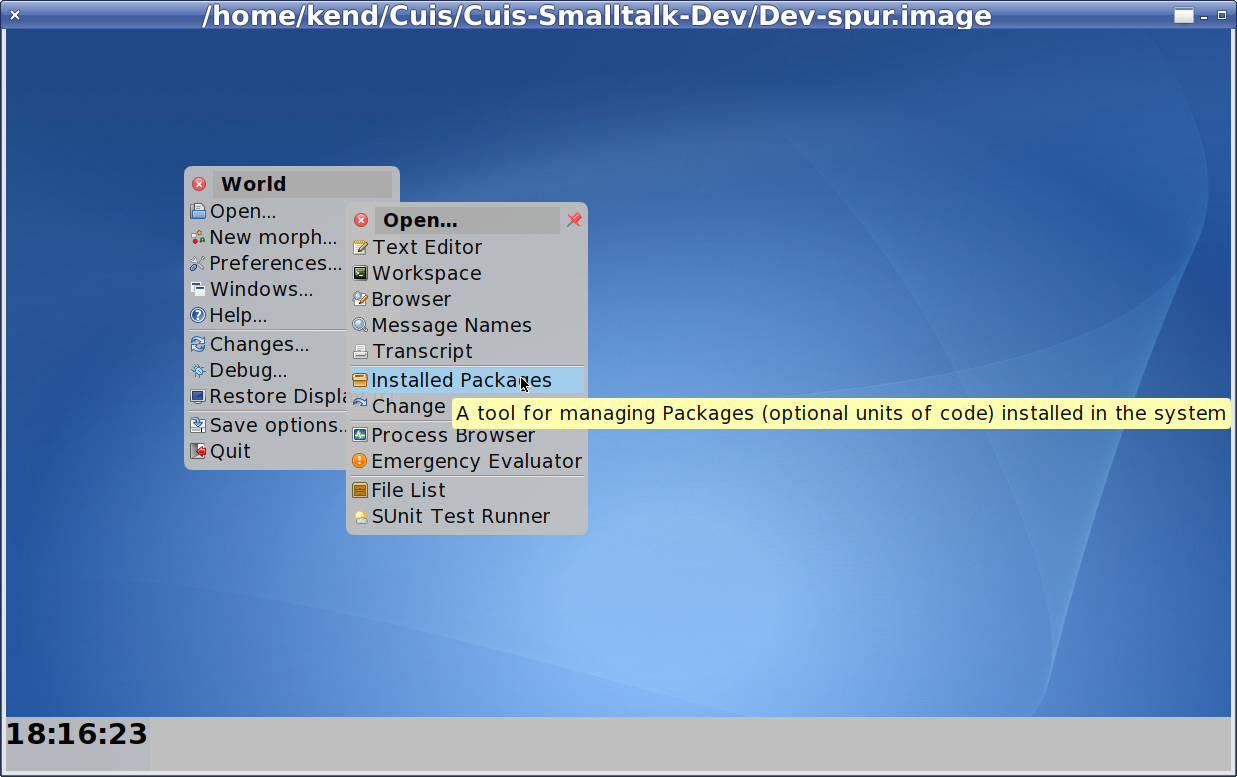 /home/kend/Cuis/Cuis-Smalltalk-Dev/Dev-spur.image
World
Open...
New morph...
Preferences...
Windows...
Help...
Changes...
Debug...
Restore Displa
Save options..
Quit
Open...
Text Editor
Workspace
Browser
Message Names
Transcript
Installed Packages
Change
A tool for managing Packages (optional units of code) installed in the system
Process Browser
Emergency Evaluator
File List
SUnit Test Runner
18:16:23